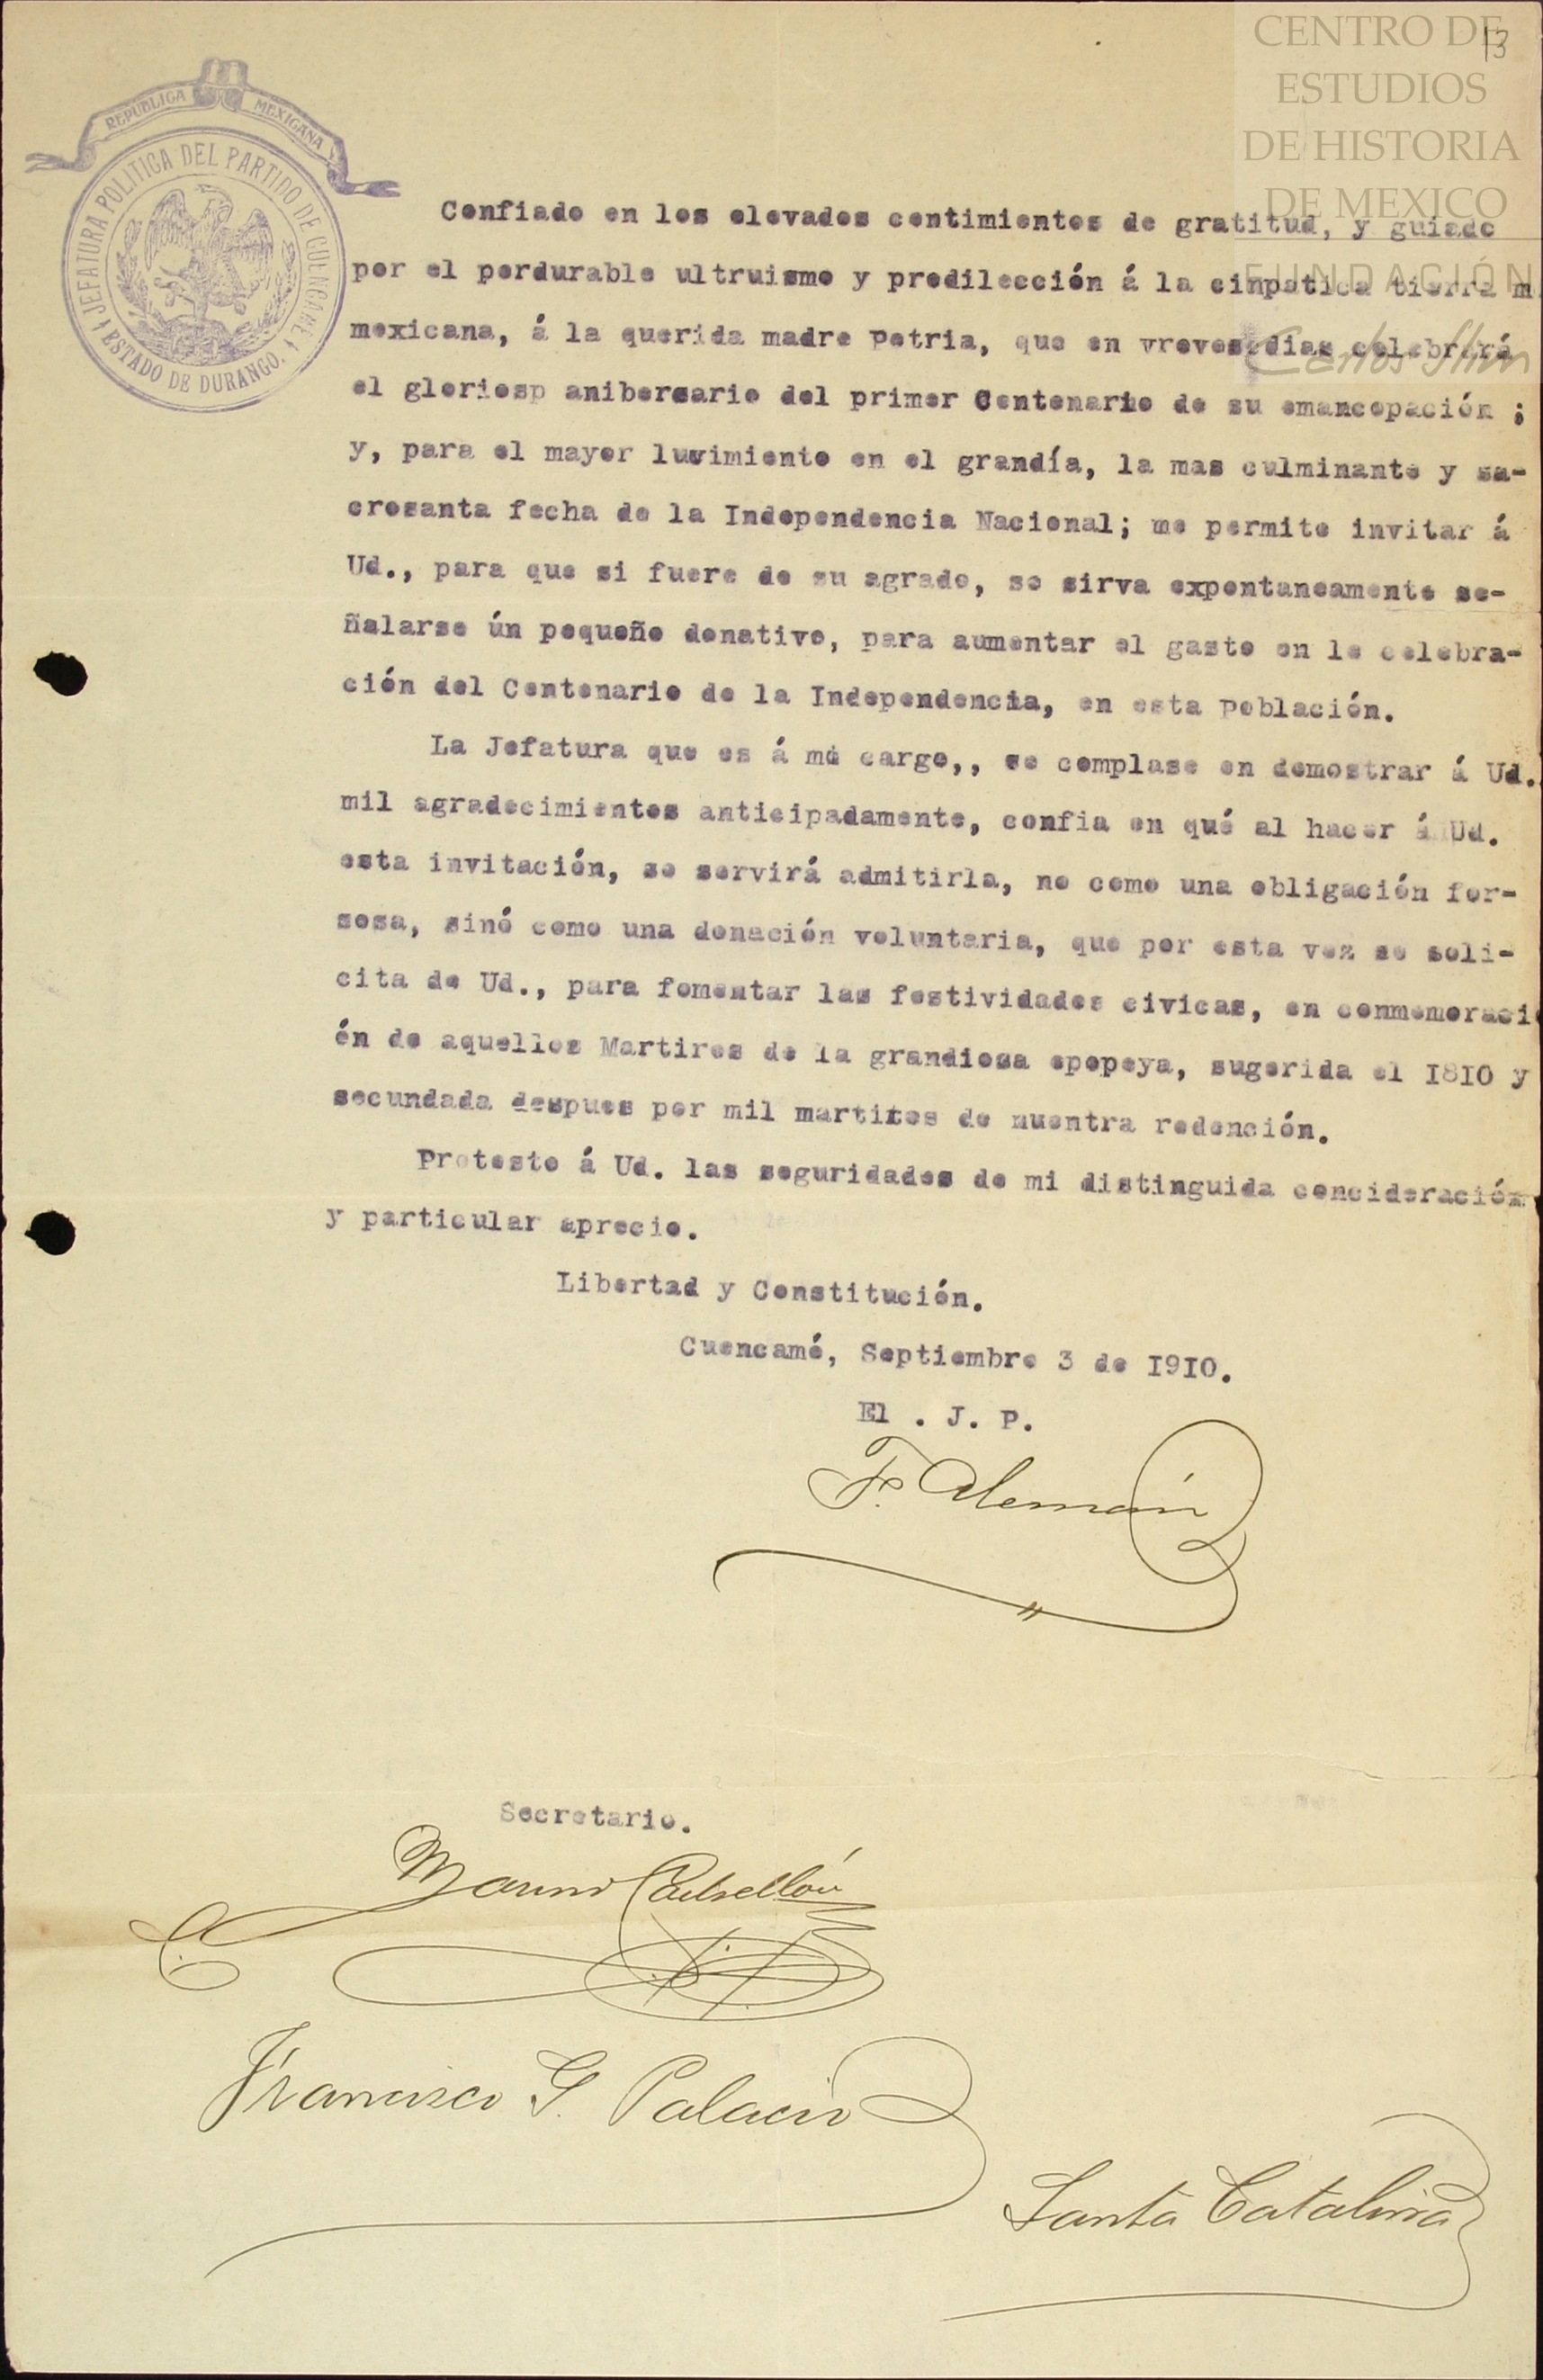 CENTRO DE
ESTUDIOS
DE HISTORIA
DE MEXICO
FUNDACIÓN
Carlos Slim
13
REPUBLICA MEXICANA
JEFATURA POLITICA DEL PARTIDO DE CUENCAME
ESTADO DE DURANGO.
Confiado en los elevados centimientos de gratitud, y guiado
por el perdurable ultruismo y predilección á la cinpatica tierra m
mexicana, á la querida madre Patria, que en vreves dias celebrará
el gloriosp anibersario del primer Centenario de su emancopación ;
y, para el mayor lucimiento en el grandía, la mas culminante y sa-
crosanta fecha de la Independencia Nacional; me permito invitar á
Ud., para que si fuere de su agrado, se sirva expontaneamente se-
ñalarse ún pequeño donativo, para aumentar el gasto en la celebra-
ción del Centenario de la Independencia, en esta Población.
La Jefatura que es á mi cargo,, se complase en demostrar á Ud.
mil agradecimientos anticipadamente, confia en qué al hacer á Ud.
esta invitación, se servirá admitirla, no como una obligación for-
sosa, sinó como una donación voluntaria, que por esta vez se soli-
cita de Ud., para fomentar las festividades civicas, en conmemoraci
ón de aquellos Martires de la grandiosa epopeya, sugerida el I8IO y
secundada despues por mil martires de nuentra redención.
Protesto á Ud. las seguridades de mi distinguida concideración
y particular aprecio.
Libertad y Constitución.
Cuencamé, Septiembre 3 de I9IO.
El . J. P.
F. Alemán
Secretario.
Francisco G. Palacio
Santa Catalina